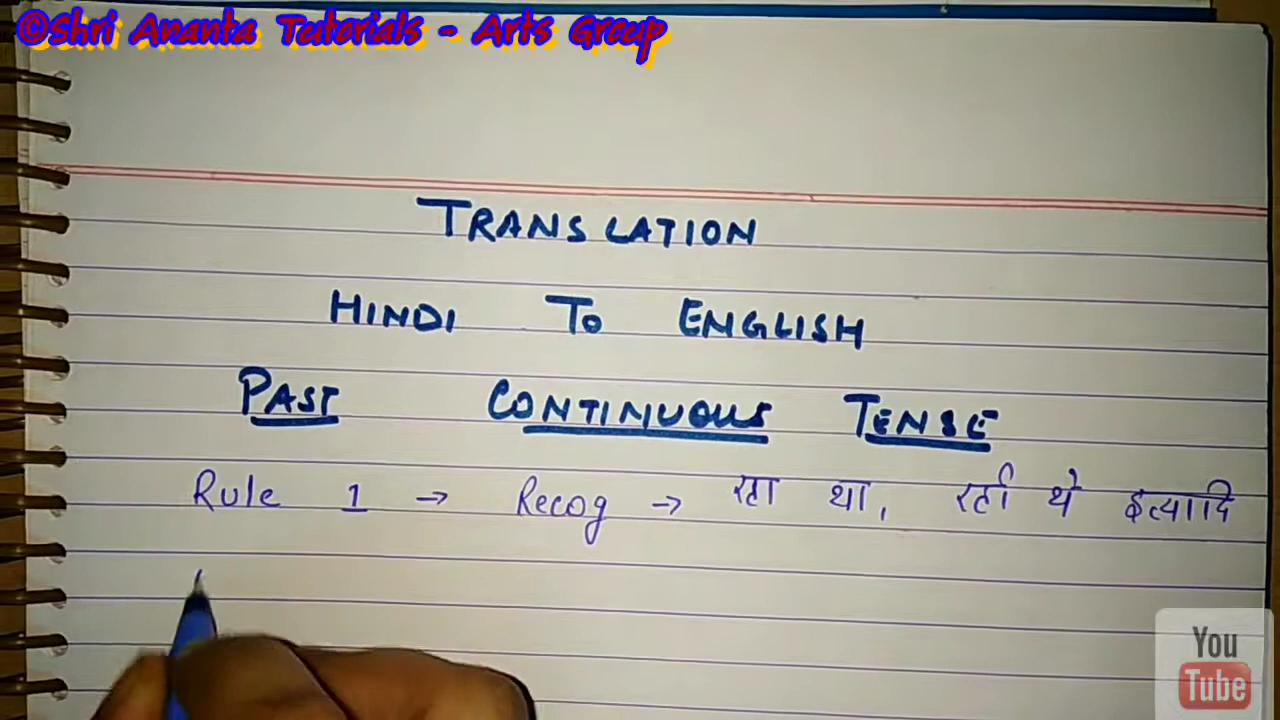 ©Shri Ananta Tutorials - Arts Group
TRANSLATION
HINDI TO ENGLISH
PAST CONTINUOUS TENSE
Rule 1 → Recog → रहा था, रही थे इत्यादि
You
Tube